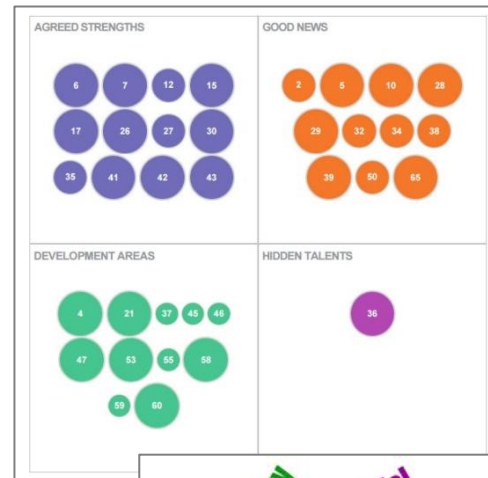 AGREED STRENGTHS
6 7 12 15
17 26 27 30
35 41 42 43
GOOD NEWS
2 5 10 28
29 32 34 38
39 50 65
DEVELOPMENT AREAS
4 21 37 45 46
47 53 55 58
59 60
HIDDEN TALENTS
36